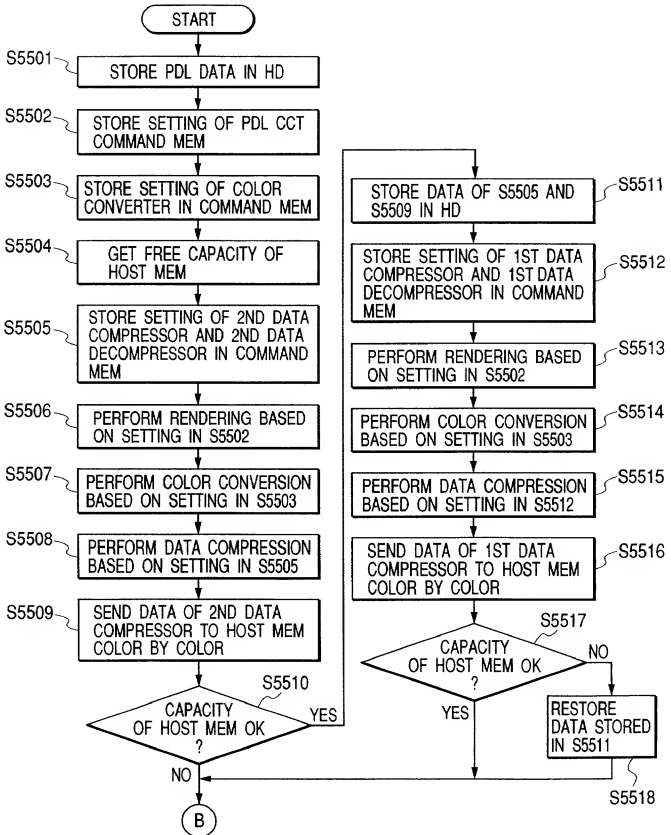 START
S5501
STORE PDL DATA IN HD
S5502
STORE SETTING OF PDL CCT
COMMAND MEM
S5503
STORE SETTING OF COLOR
CONVERTER IN COMMAND MEM
S5504
GET FREE CAPACITY OF
HOST MEM
S5505
STORE SETTING OF 2ND DATA
COMPRESSOR AND 2ND DATA
DECOMPRESSOR IN COMMAND
MEM
S5506
PERFORM RENDERING BASED
ON SETTING IN S5502
S5507
PERFORM COLOR CONVERSION
BASED ON SETTING IN S5503
S5508
PERFORM DATA COMPRESSION
BASED ON SETTING IN S5505
S5509
SEND DATA OF 2ND DATA
COMPRESSOR TO HOST MEM
COLOR BY COLOR
S5510
CAPACITY
OF HOST MEM OK
?
YES
NO
B
S5511
STORE DATA OF S5505 AND
S5509 IN HD
S5512
STORE SETTING OF 1ST DATA
COMPRESSOR AND 1ST DATA
DECOMPRESSOR IN COMMAND
MEM
S5513
PERFORM RENDERING BASED
ON SETTING IN S5502
S5514
PERFORM COLOR CONVERSION
BASED ON SETTING IN S5503
S5515
PERFORM DATA COMPRESSION
BASED ON SETTING IN S5512
S5516
SEND DATA OF 1ST DATA
COMPRESSOR TO HOST MEM
COLOR BY COLOR
S5517
CAPACITY
OF HOST MEM OK
?
NO
YES
RESTORE
DATA STORED
IN S5511
S5518